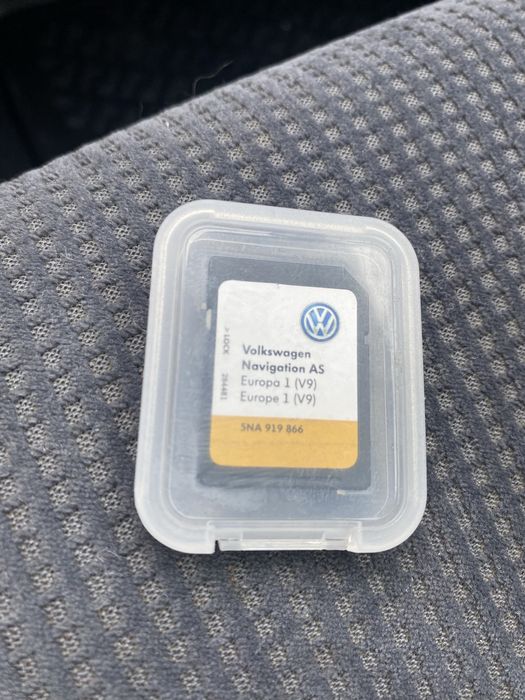 Volkswagen
Navigation AS
Europa 1 (V9)
Europe 1 (V9)
5NA 919 866
> LOCK